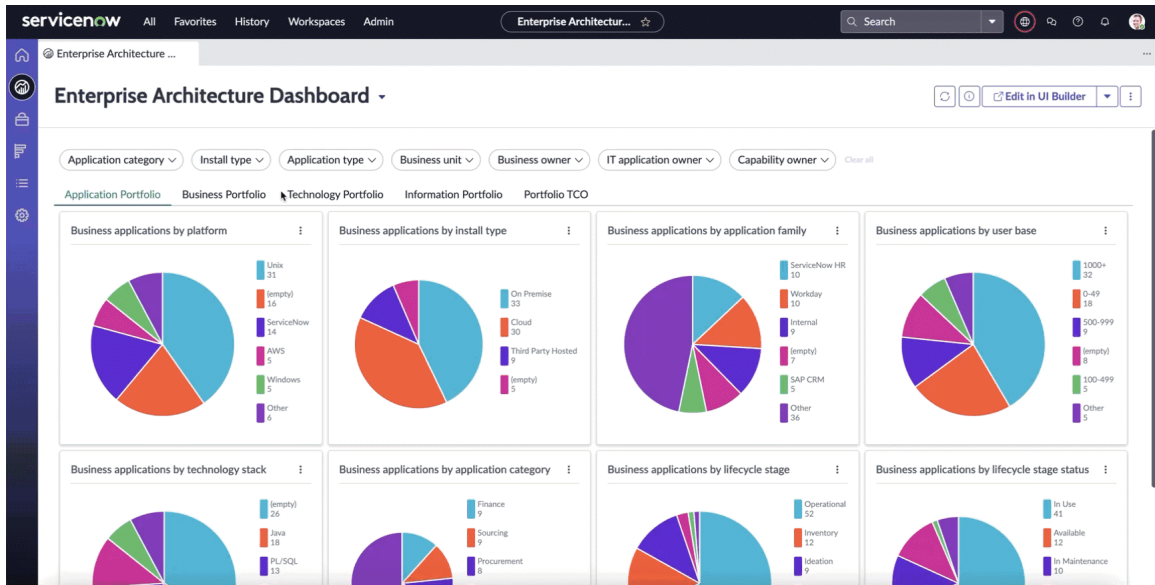 servicenow All Favorites History Workspaces Admin Enterprise Architectur... Search
Enterprise Architecture ...
Enterprise Architecture Dashboard
Edit in UI Builder
Application category Install type Application type Business unit Business owner IT application owner Capability owner Clear all
Application Portfolio Business Portfolio Technology Portfolio Information Portfolio Portfolio TCO
Business applications by platform
Unix
31
(empty)
16
ServiceNow
14
AWS
5
Windows
5
Other
6
Business applications by install type
On Premise
33
Cloud
30
Third Party Hosted
9
(empty)
5
Business applications by application family
ServiceNow HR
10
Workday
10
Internal
9
(empty)
7
SAP CRM
5
Other
36
Business applications by user base
1000+
32
0-49
18
500-999
9
(empty)
8
100-499
5
Other
5
Business applications by technology stack
(empty)
26
Java
18
PL/SQL
13
Business applications by application category
Finance
9
Sourcing
9
Procurement
8
Business applications by lifecycle stage
Operational
52
Inventory
12
Ideation
9
Business applications by lifecycle stage status
In Use
41
Available
12
In Maintenance
10